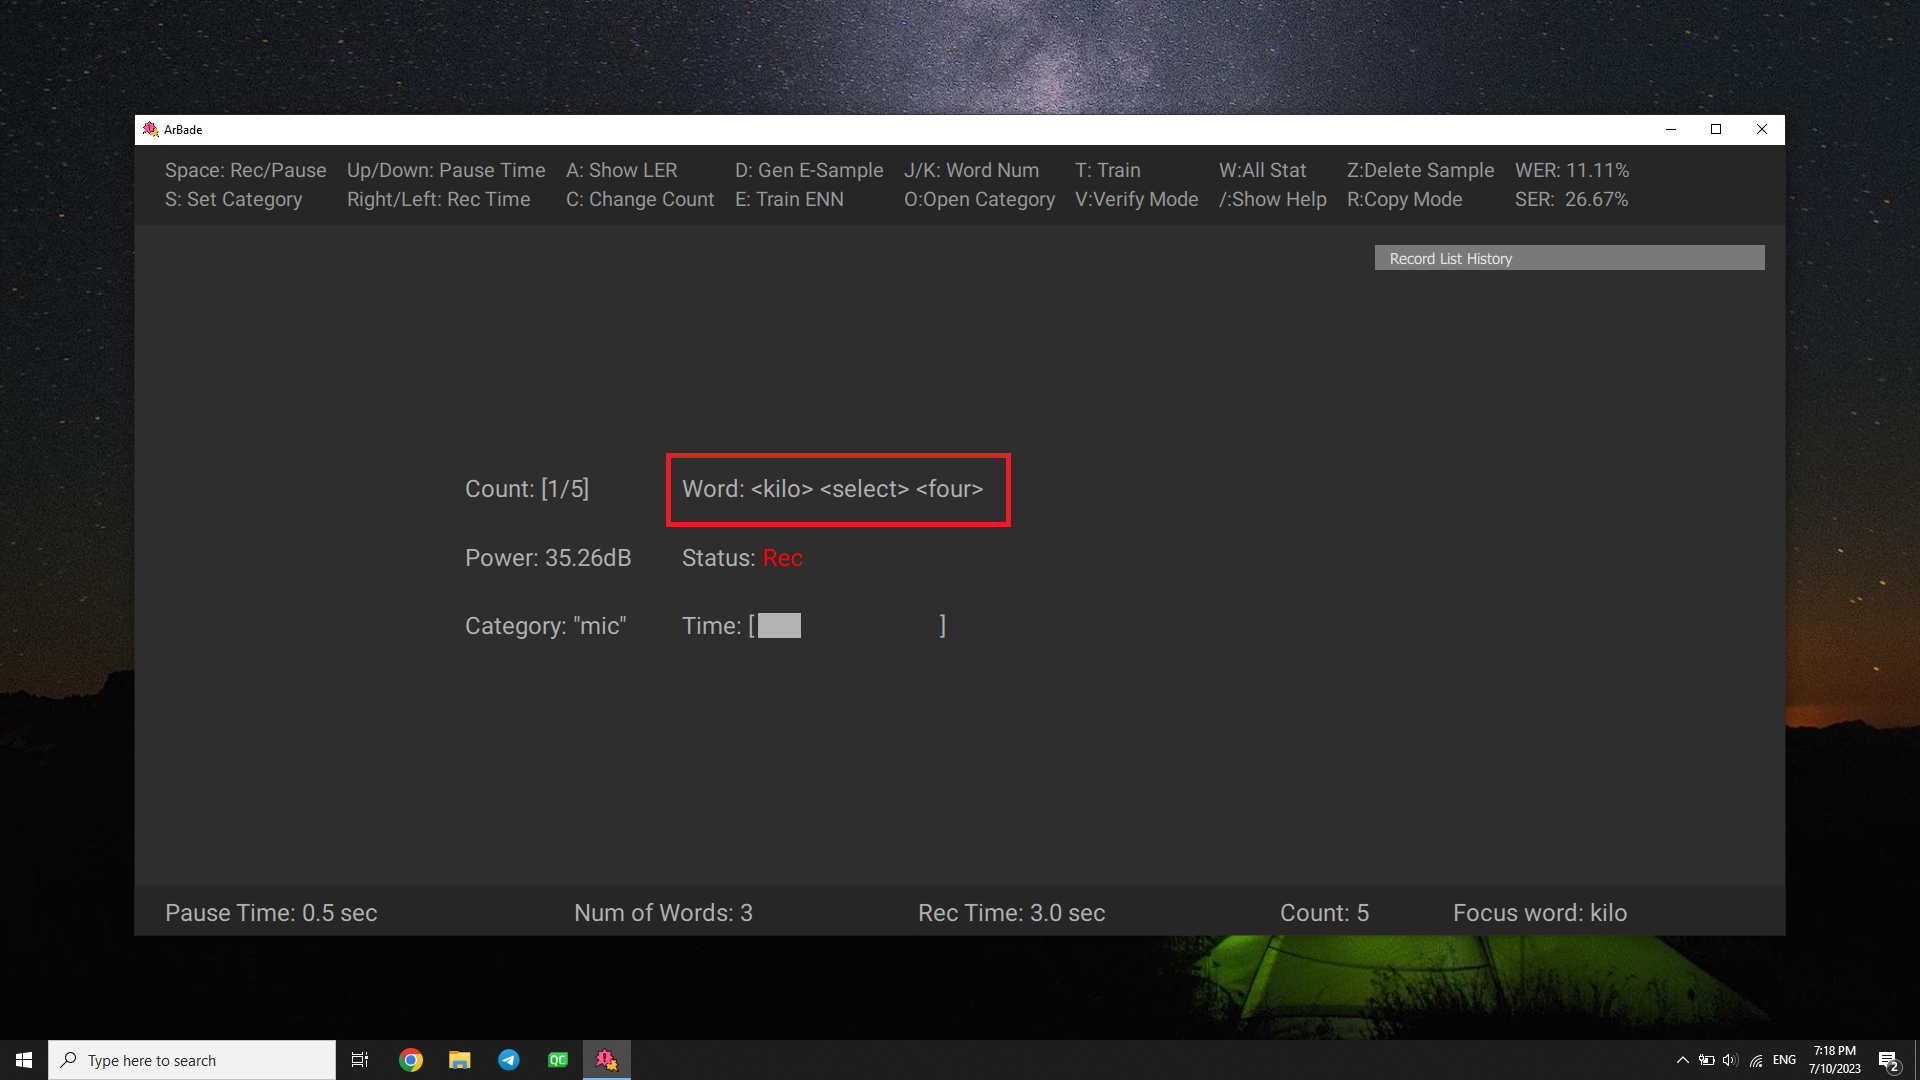 ArBade
Space: Rec/Pause Up/Down: Pause Time A: Show LER D: Gen E-Sample J/K: Word Num T: Train W:All Stat Z:Delete Sample WER: 11.11%
S: Set Category Right/Left: Rec Time C: Change Count E: Train ENN O:Open Category V:Verify Mode /:Show Help R:Copy Mode SER: 26.67%
Record List History
Count: [1/5] Word: <kilo> <select> <four>
Power: 35.26dB Status: Rec
Category: "mic" Time: [ ]
Pause Time: 0.5 sec Num of Words: 3 Rec Time: 3.0 sec Count: 5 Focus word: kilo
Type here to search
QC
ENG
7:18 PM
7/10/2023
2